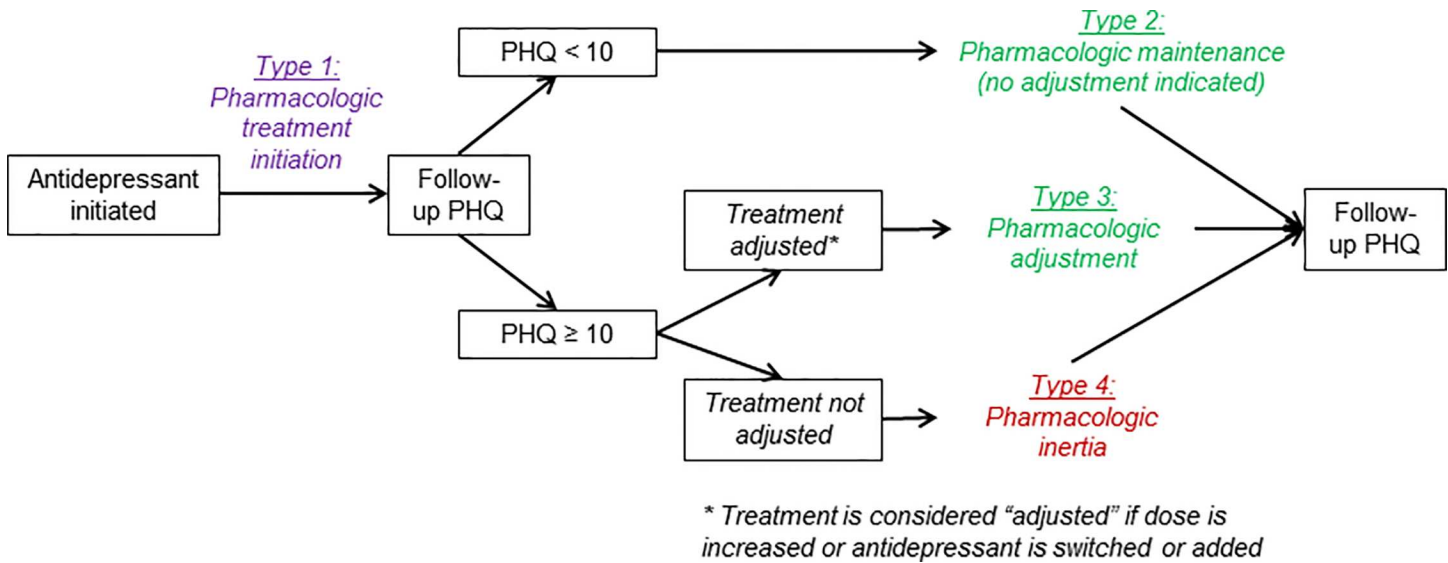 Antidepressant
initiated
Type 1:
Pharmacologic
treatment
initiation
Follow-
up PHQ
PHQ < 10
Type 2:
Pharmacologic maintenance
(no adjustment indicated)
PHQ ≥ 10
Treatment
adjusted*
Type 3:
Pharmacologic
adjustment
Treatment not
adjusted
Type 4:
Pharmacologic
inertia
Follow-
up PHQ
* Treatment is considered “adjusted” if dose is
increased or antidepressant is switched or added